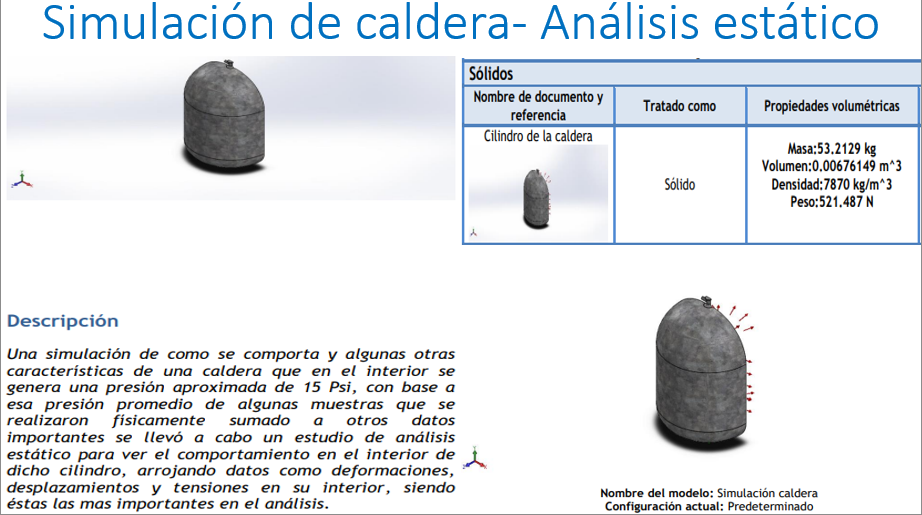 Simulación de caldera- Análisis estático
Sólidos
Nombre de documento y
referencia
Tratado como
Propiedades volumétricas
Cilindro de la caldera
Sólido
Masa:53.2129 kg
Volumen:0.00676149 m^3
Densidad:7870 kg/m^3
Peso:521.487 N
Descripción
Una simulación de como se comporta y algunas otras
características de una caldera que en el interior se
genera una presión aproximada de 15 Psi, con base a
esa presión promedio de algunas muestras que se
realizaron físicamente sumado a otros datos
importantes se llevó a cabo un estudio de análisis
estático para ver el comportamiento en el interior de
dicho cilindro, arrojando datos como deformaciones,
desplazamientos y tensiones en su interior, siendo
éstas las mas importantes en el análisis.
Nombre del modelo: Simulación caldera
Configuración actual: Predeterminado